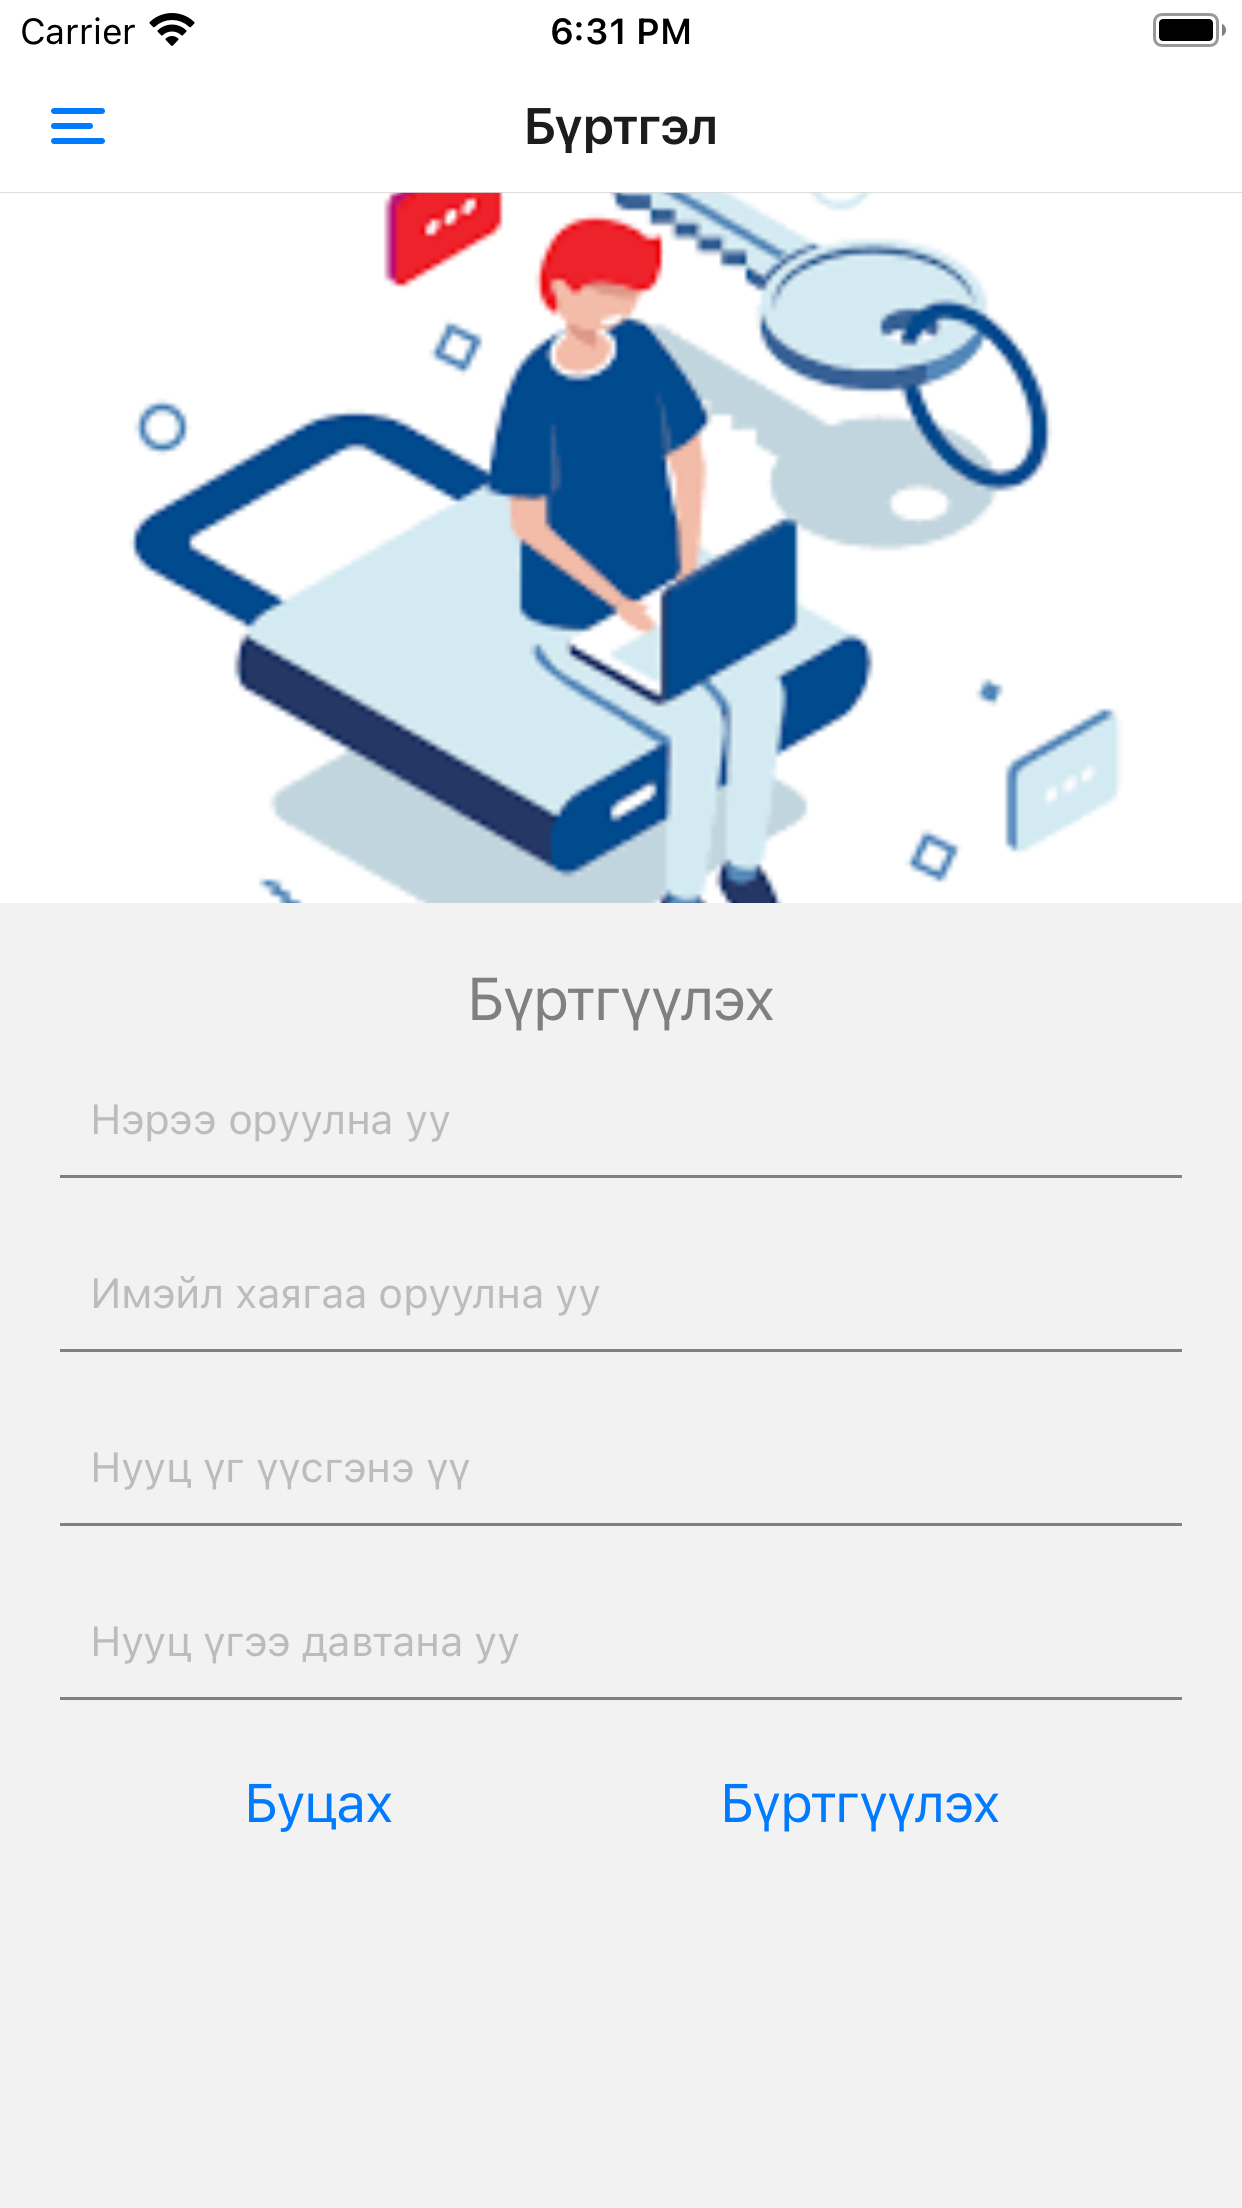 Carrier 6:31 PM
Бүртгэл
Бүртгүүлэх
Нэрээ оруулна уу
Имэйл хаягаа оруулна уу
Нууц үг үүсгэнэ үү
Нууц үгээ давтана уу
Буцах Бүртгүүлэх